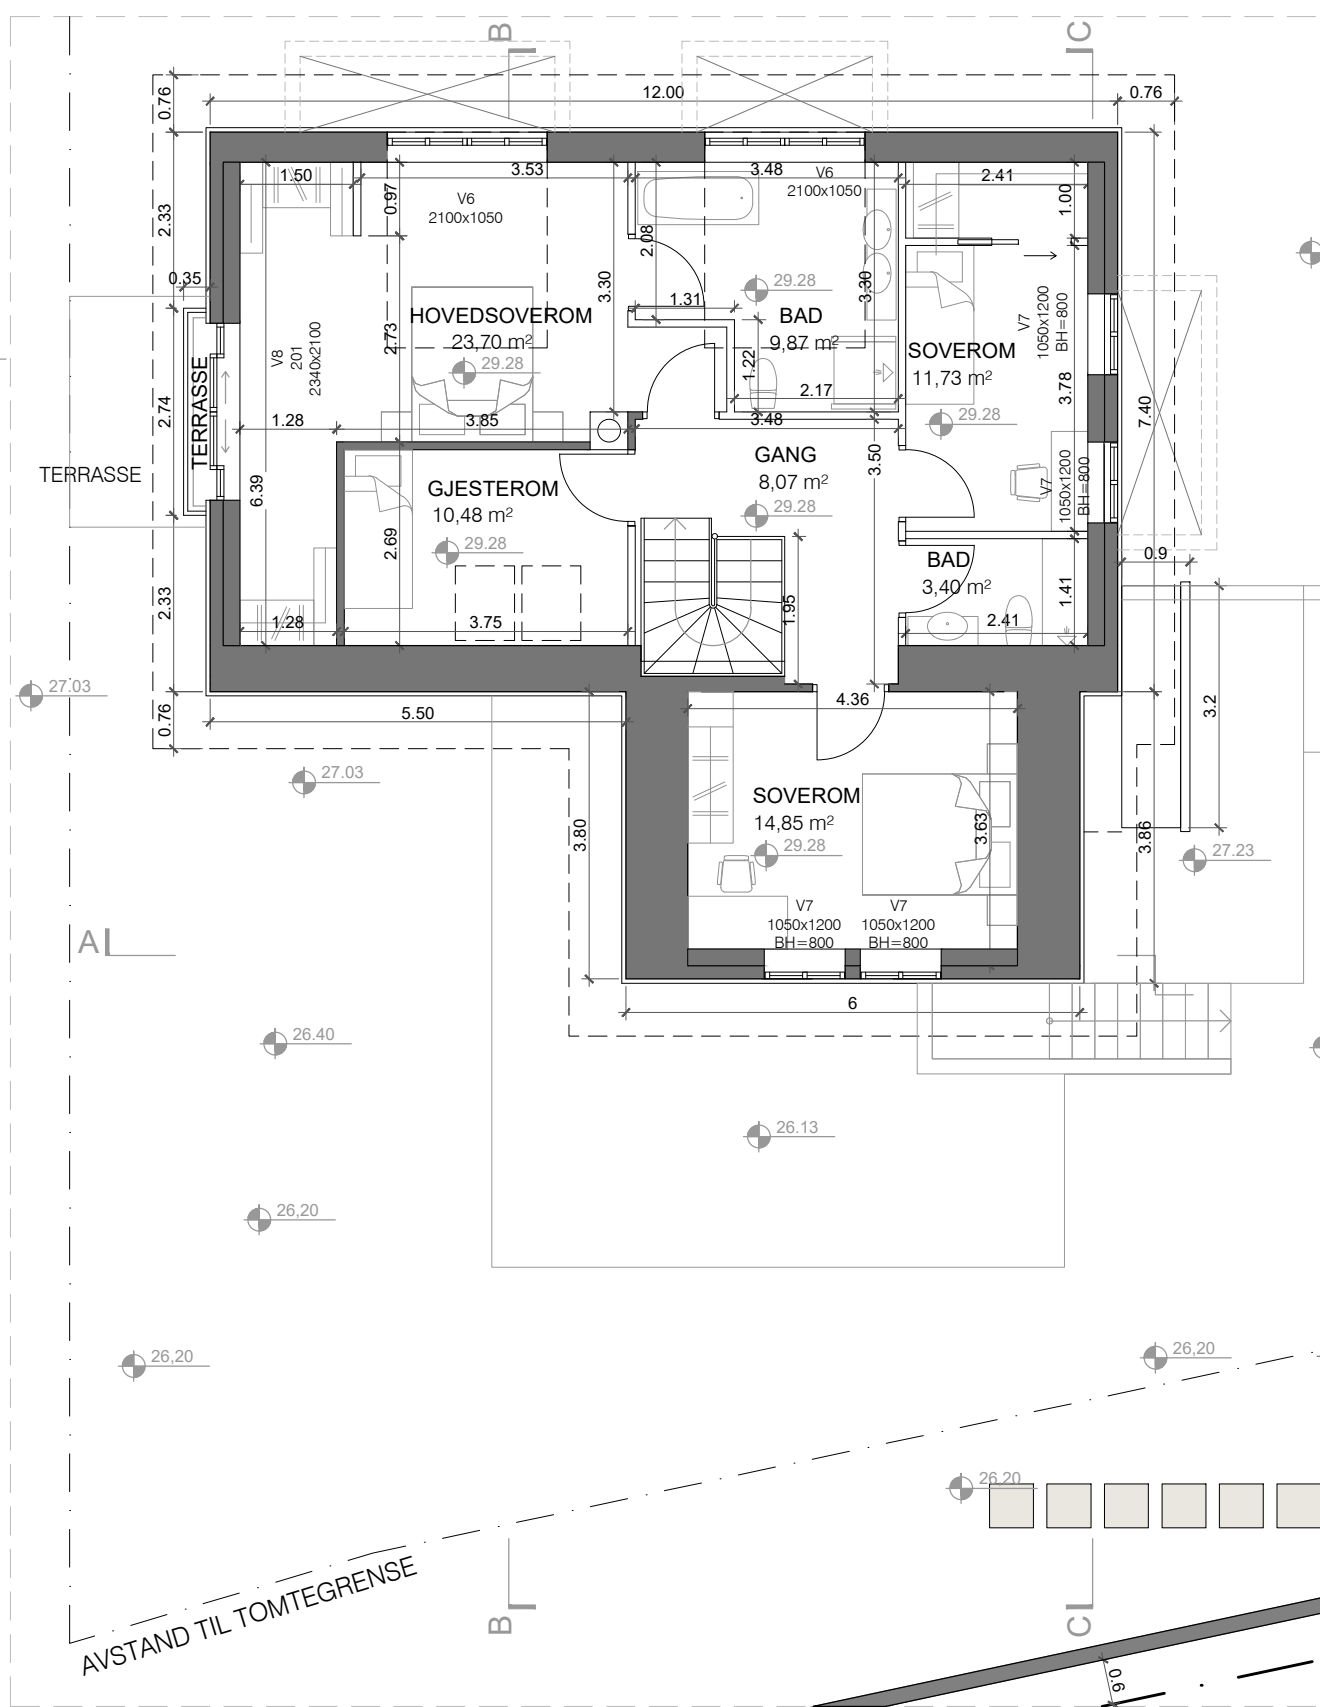 B
C
12.00
0.76
0.76
1.50
3.53
3.48
2.41
V6
2100x1050
V6
2100x1050
0.97
1.00
2.33
2.08
0.35
3.30
3.30
1.31
29.28
HOVEDSOVEROM
23,70 m²
29.28
BAD
9,87 m²
SOVEROM
11,73 m²
29.28
V7
1050x1200
BH=800
V8
201
2340x2100
2.73
1.22
2.17
3.78
7.40
TERRASSE
2.74
1.28
3.85
3.48
TERRASSE
GANG
8,07 m²
29.28
3.50
V7
1050x1200
BH=800
6.39
GJESTEROM
10,48 m²
29.28
2.69
BAD
3,40 m²
0.9
2.33
1.95
1.41
1.28
3.75
2.41
27.03
0.76
5.50
4.36
3.2
27.03
SOVEROM
14,85 m²
29.28
3.80
3.63
3.86
27.23
V7
1050x1200
BH=800
V7
1050x1200
BH=800
A
6
26.40
26.13
26,20
26,20
26,20
26,20
AVSTAND TIL TOMTEGRENSE
B
C
0.6